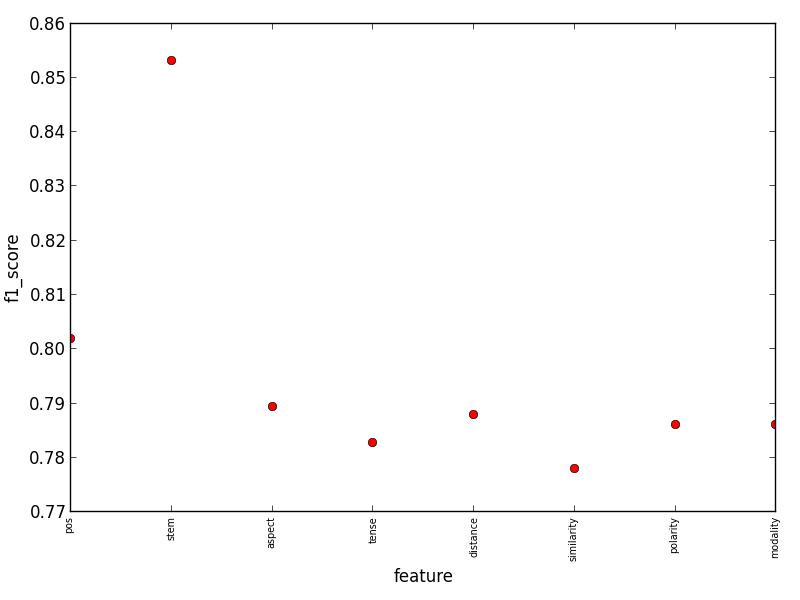 0.86
0.85
0.84
0.83
0.82
0.81
0.80
0.79
0.78
0.77
f1_score
pos
stem
aspect
tense
distance
similarity
polarity
modality
feature